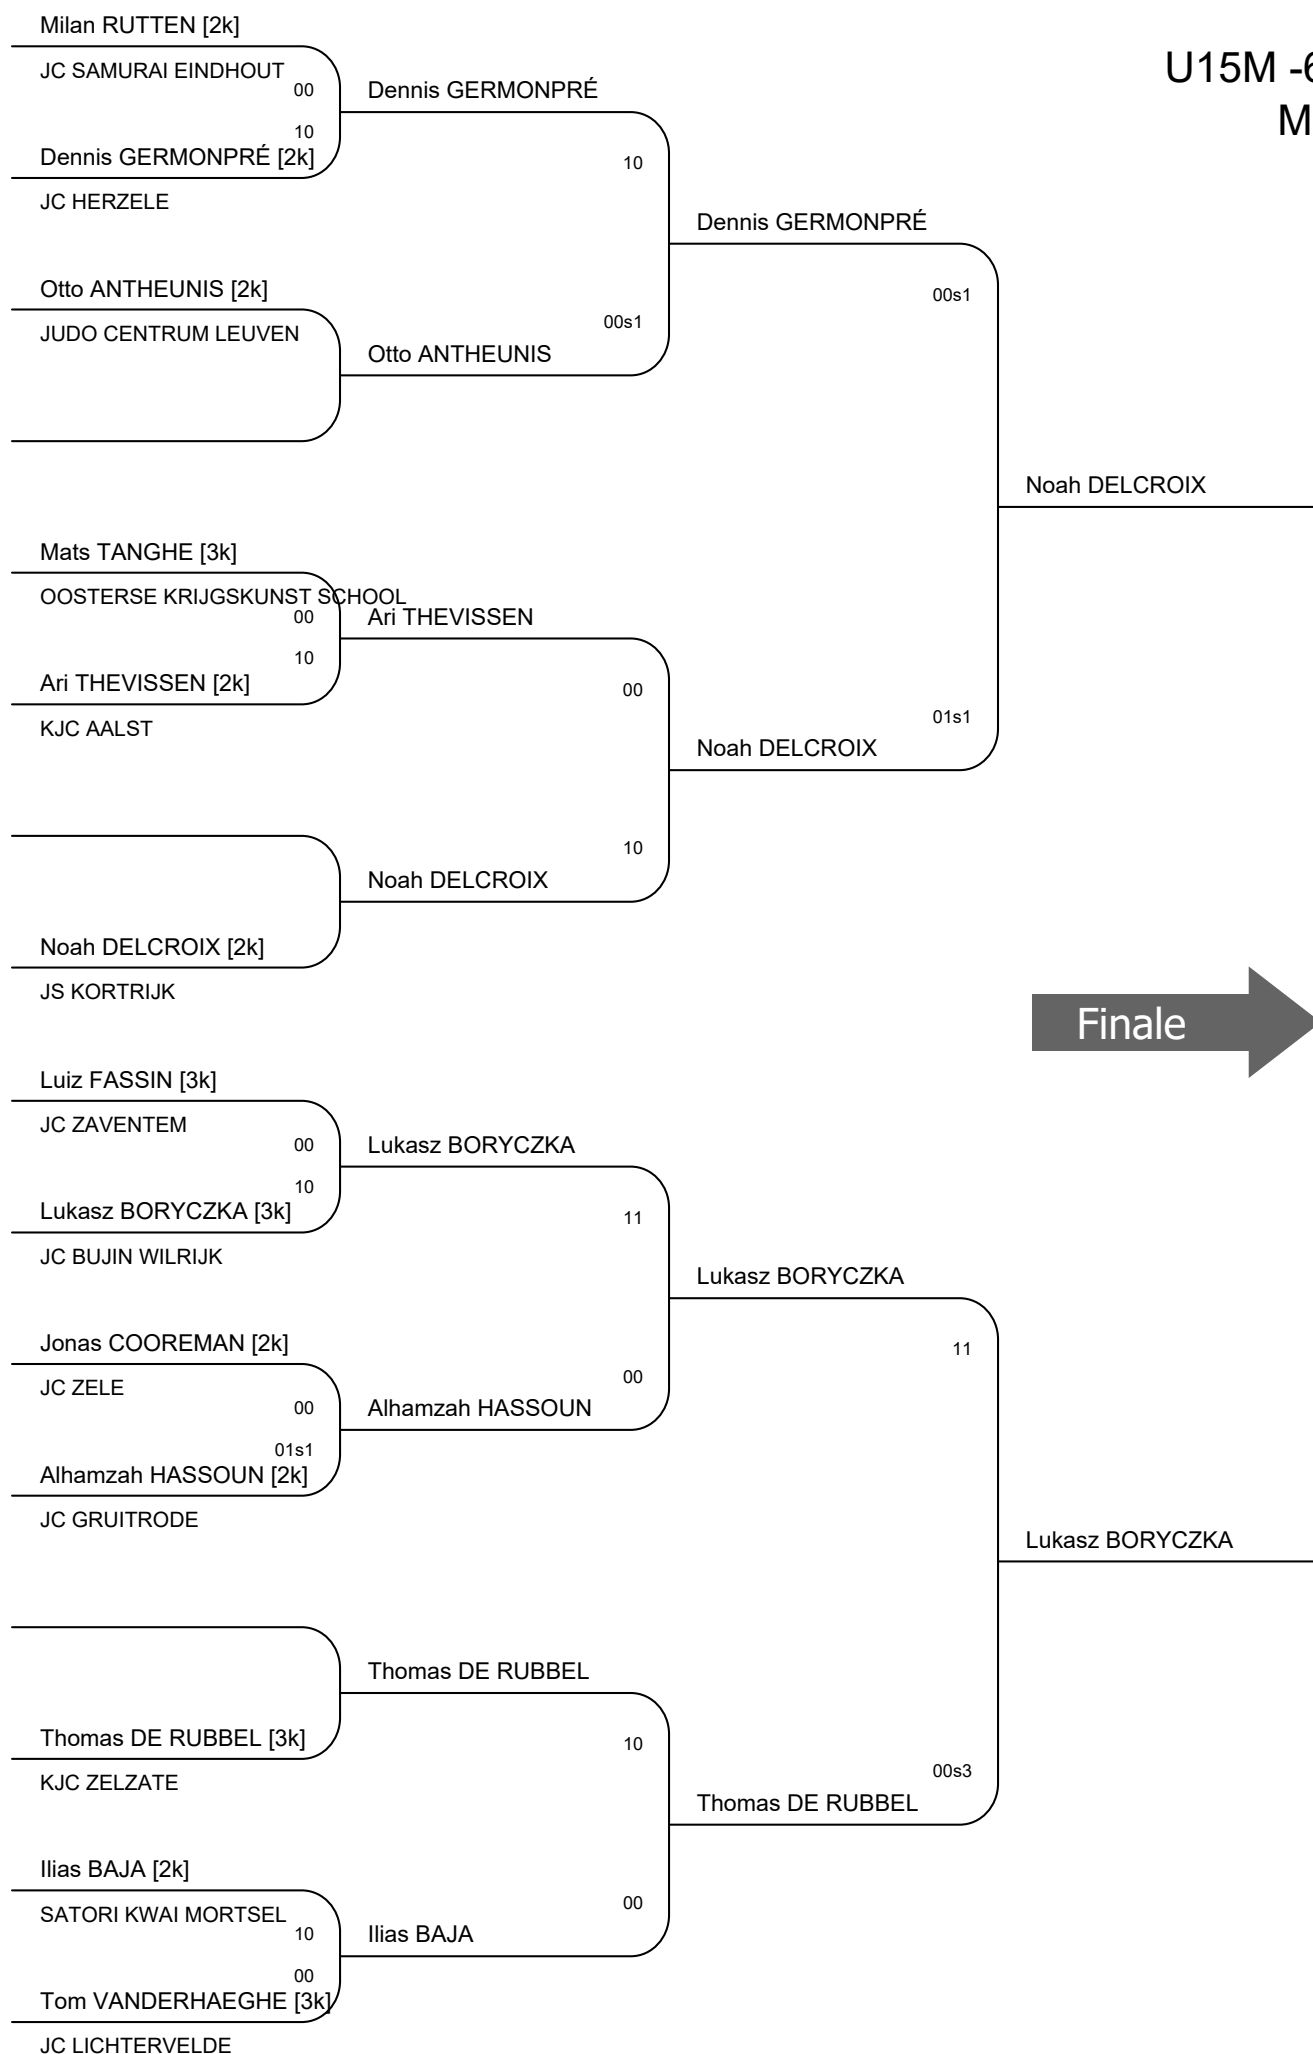 Milan RUTTEN [2k]
JC SAMURAI EINDHOUT
00
10
Dennis GERMONPRÉ [2k]
JC HERZELE
Otto ANTHEUNIS [2k]
JUDO CENTRUM LEUVEN
Mats TANGHE [3k]
OOSTERSE KRIJGSKUNST SCHOOL
00
10
Ari THEVISSEN [2k]
KJC AALST
Noah DELCROIX [2k]
JS KORTRIJK
Luiz FASSIN [3k]
JC ZAVENTEM
00
10
Lukasz BORYCZKA [3k]
JC BUJIN WILRIJK
Jonas COOREMAN [2k]
JC ZELE
00
01s1
Alhamzah HASSOUN [2k]
JC GRUITRODE
Thomas DE RUBBEL [3k]
KJC ZELZATE
Ilias BAJA [2k]
SATORI KWAI MORTSEL
10
00
Tom VANDERHAEGHE [3k]
JC LICHTERVELDE
Dennis GERMONPRÉ
10
00s1
Otto ANTHEUNIS
Ari THEVISSEN
00
10
Noah DELCROIX
Lukasz BORYCZKA
11
00
Alhamzah HASSOUN
Thomas DE RUBBEL
10
00
Ilias BAJA
Dennis GERMONPRÉ
00s1
01s1
Noah DELCROIX
Lukasz BORYCZKA
11
00s3
Thomas DE RUBBEL
U15M -6
M
Noah DELCROIX
Finale
Lukasz BORYCZKA